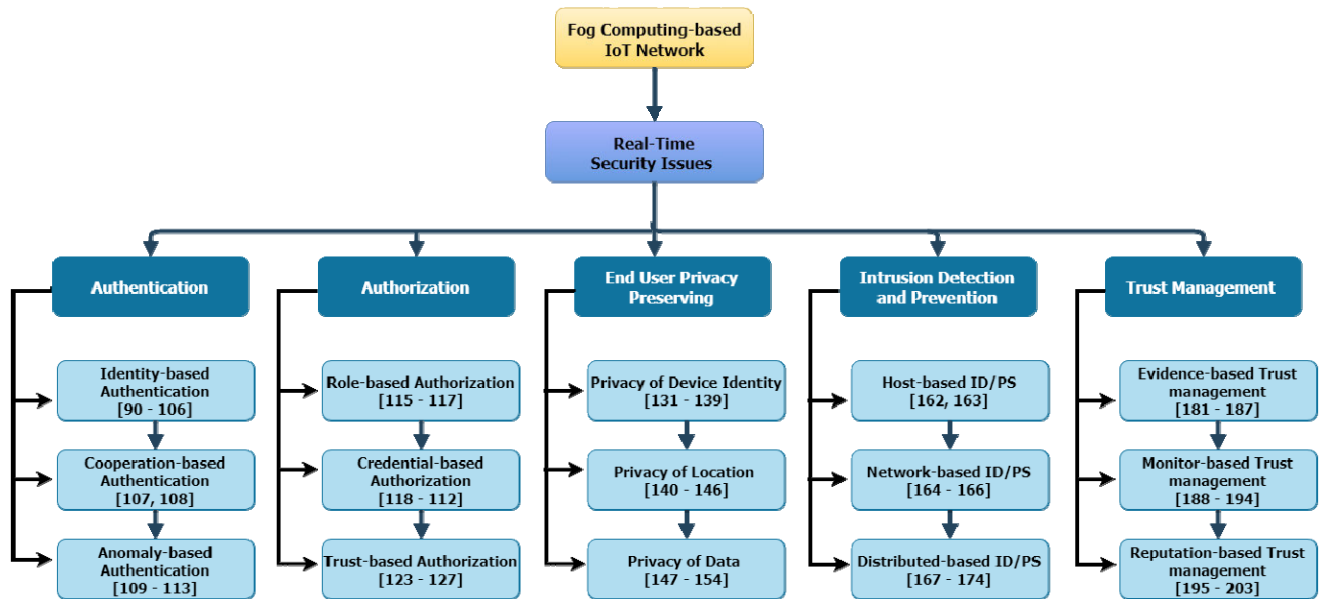 Fog Computing-based
IoT Network
Real-Time
Security Issues
Authentication
Authorization
End User Privacy
Preserving
Intrusion Detection
and Prevention
Trust Management
Identity-based
Authentication
[90 - 106]
Cooperation-based
Authentication
[107, 108]
Anomaly-based
Authentication
[109 - 113]
Role-based Authorization
[115 - 117]
Credential-based
Authorization
[118 - 112]
Trust-based Authorization
[123 - 127]
Privacy of Device Identity
[131 - 139]
Privacy of Location
[140 - 146]
Privacy of Data
[147 - 154]
Host-based ID/PS
[162, 163]
Network-based ID/PS
[164 - 166]
Distributed-based ID/PS
[167 - 174]
Evidence-based Trust
management
[181 - 187]
Monitor-based Trust
management
[188 - 194]
Reputation-based Trust
management
[195 - 203]